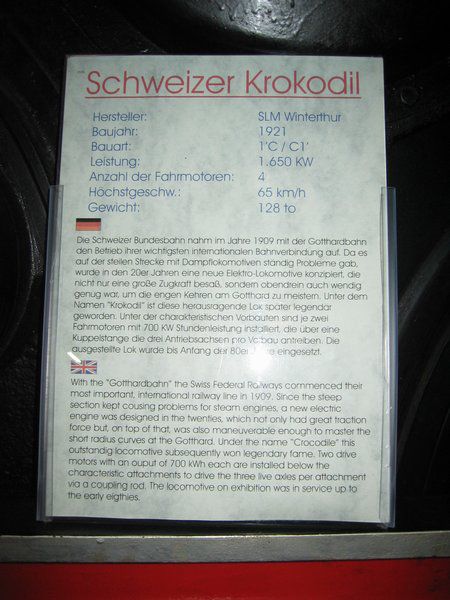 Schweizer Krokodil
Hersteller: SLM Winterthur
Baujahr: 1921
Bauart: 1'C / C1'
Leistung: 1.650 KW
Anzahl der Fahrmotoren: 4
Höchstgeschw.: 65 km/h
Gewicht: 128 to
Die Schweizer Bundesbahn nahm im Jahre 1909 mit der Gotthardbahn
den Betrieb ihrer wichtigsten internationalen Bahnverbindung auf. Da es
auf der steilen Strecke mit Dampflokomotiven ständig Probleme gab,
wurde in den 20er Jahren eine neue Elektro-Lokomotive konzipiert, die
nicht nur eine große Zugkraft besaß, sondern obendrein auch wendig
genug war, um die engen Kehren am Gotthard zu meistern. Unter dem
Namen "Krokodil" ist diese herausragende Lok später legendär
geworden. Unter der charakteristischen Vorbauten sind je zwei
Fahrmotoren mit 700 KW Stundenleistung installiert, die über eine
Kuppelstange die drei Antriebsachsen pro Vorbau antreiben. Die
ausgestellte Lok wurde bis Anfang der 80er Jahre eingesetzt.
With the "Gotthardbahn" the Swiss Federal Railways commenced their
most important, international railway line in 1909. Since the steep
section kept cousing problems for steam engines, a new electric
engine was designed in the twenties, which not only had great traction
force but, on top of that, was also maneuverable enough to master the
short radius curves at the Gotthard. Under the name "Crocodile" this
outstandig locomotive subsequently won legendary fame. Two drive
motors with an ouput of 700 kWh each are installed below the
characteristic attachments to drive the three live axles per attachment
via a coupling rod. The locomotive on exhibition was in service up to
the early eigthies.